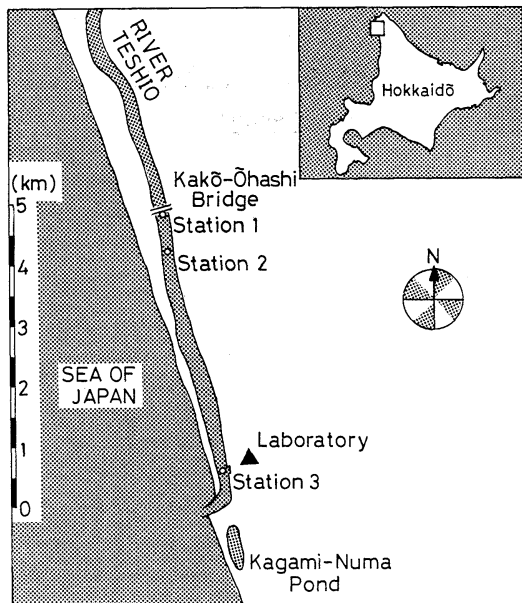 RIVER
TESHIO
Hokkaidō
(km)
5
4
3
2
1
0
Kakō-Ōhashi
Bridge
Station 1
Station 2
N
SEA OF
JAPAN
Laboratory
Station 3
Kagami-Numa
Pond